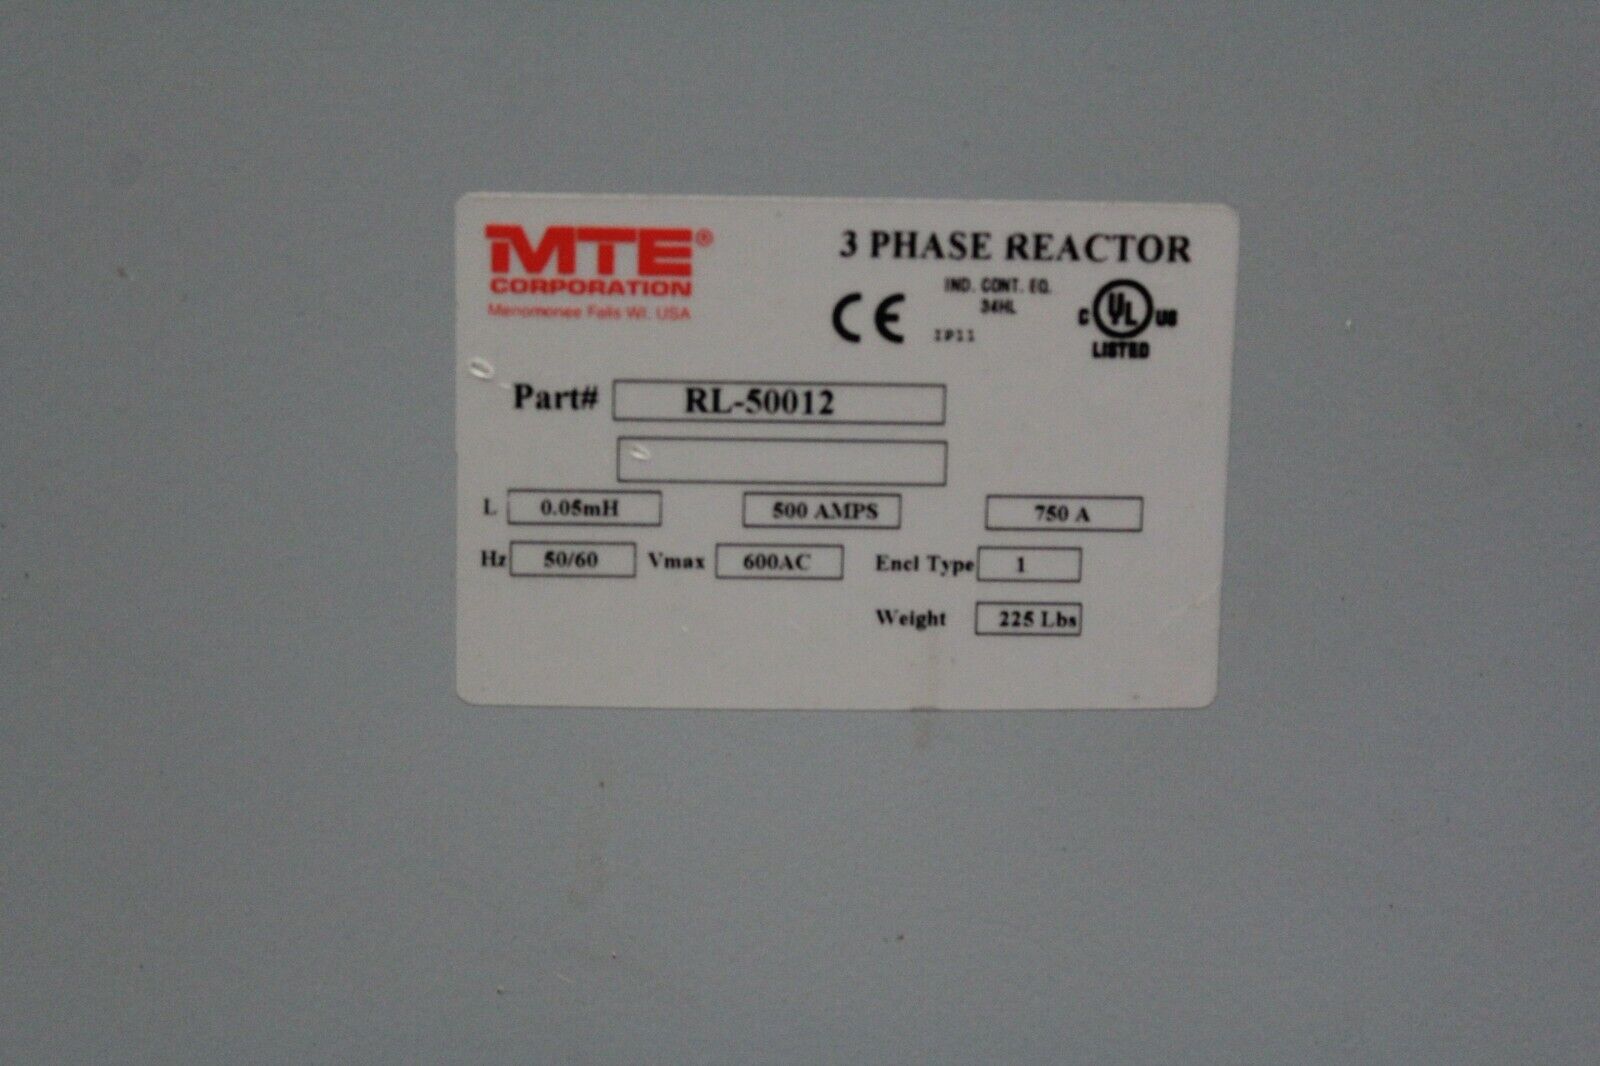 MTE®
CORPORATION
Menomonee Falls WI. USA
3 PHASE REACTOR
IND. CONT. EQ.
34HL
CE
IP11
C UL US
LISTED
Part# RL-50012
L 0.05mH 500 AMPS 750 A
Hz 50/60 Vmax 600AC Encl Type 1
Weight 225 Lbs